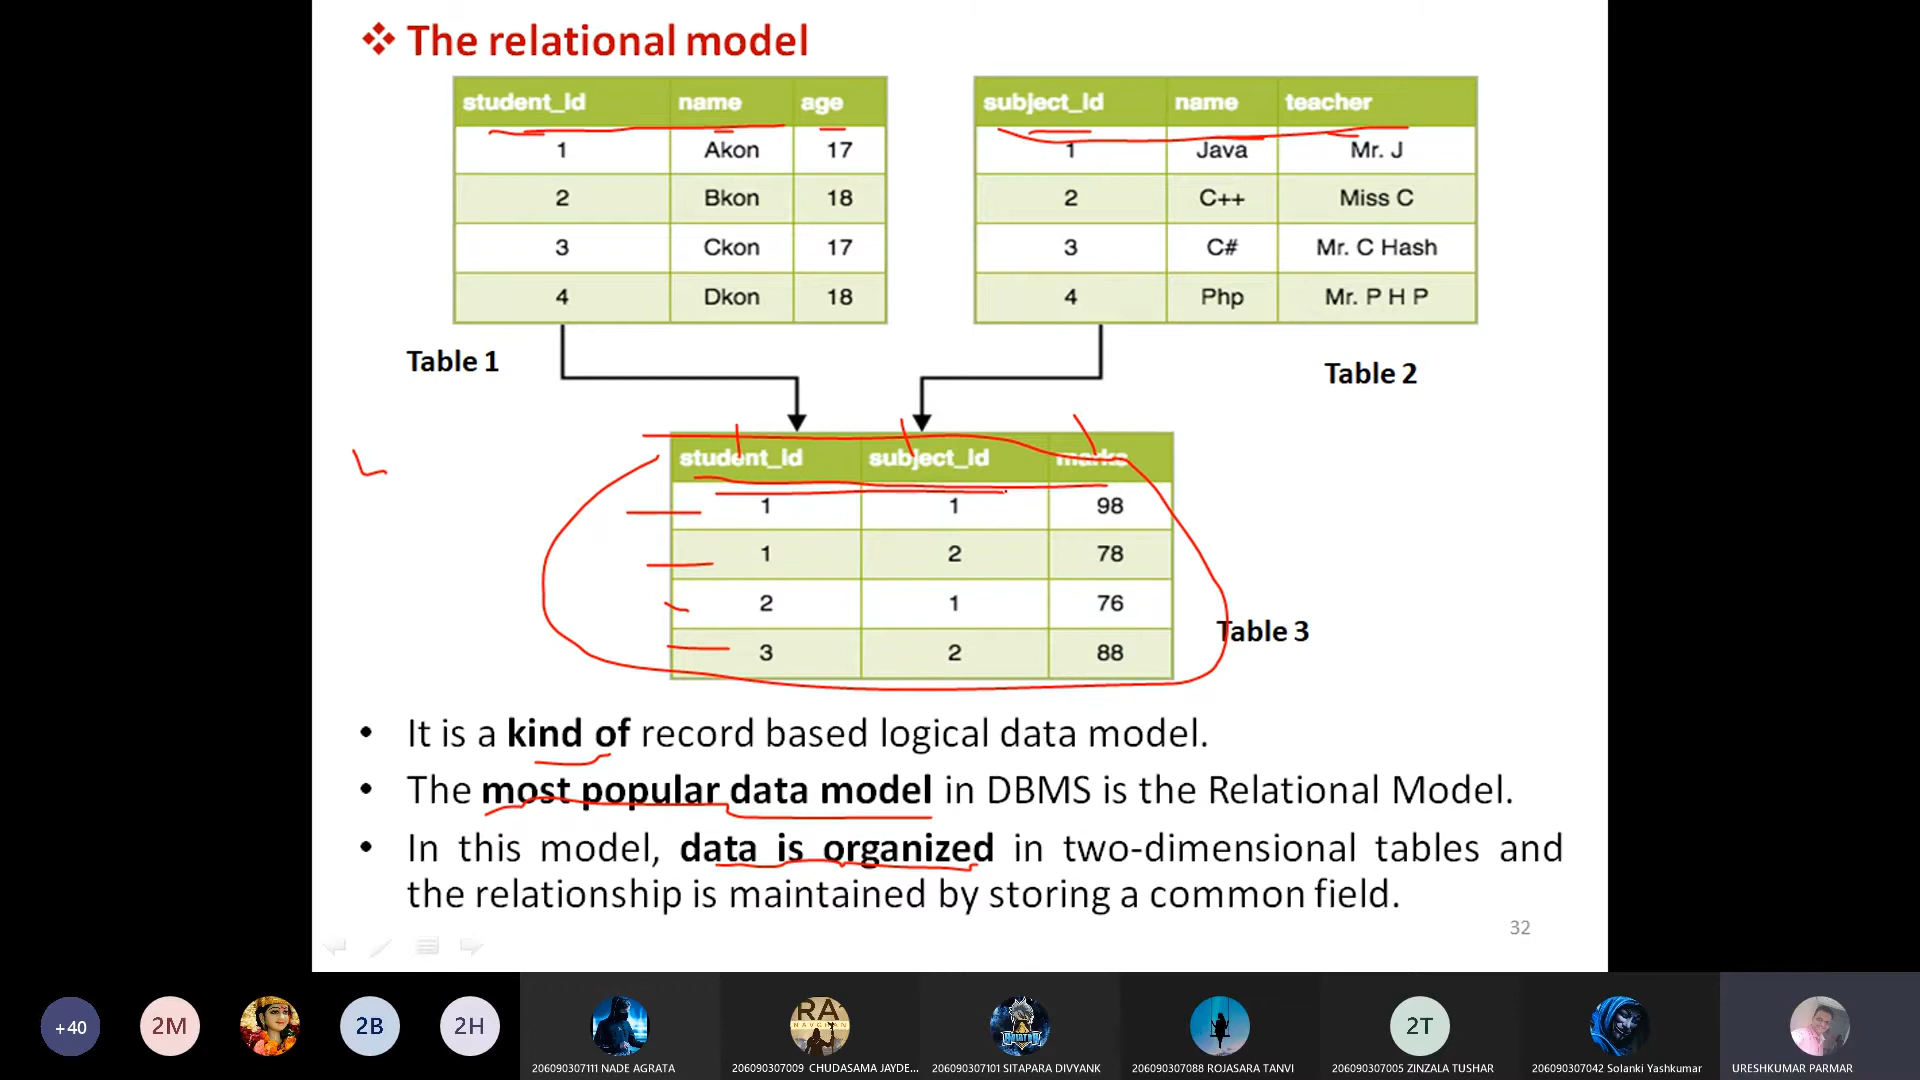 ❖ The relational model
student_id name age
1 Akon 17
2 Bkon 18
3 Ckon 17
4 Dkon 18
Table 1
subject_id name teacher
1 Java Mr. J
2 C++ Miss C
3 C# Mr. C Hash
4 Php Mr. P H P
Table 2
student_id subject_id marks
1 1 98
1 2 78
2 1 76
3 2 88
Table 3
• It is a kind of record based logical data model.
• The most popular data model in DBMS is the Relational Model.
• In this model, data is organized in two-dimensional tables and
the relationship is maintained by storing a common field.
32
+40
2M
2B
2H
RA
NAVGHAN
2T
206090307111 NADE AGRATA
206090307009 CHUDASAMA JAYDE...
206090307101 SITAPARA DIVYANK
206090307088 ROJASARA TANVI
206090307005 ZINZALA TUSHAR
206090307042 Solanki Yashkumar
URESHKUMAR PARMAR